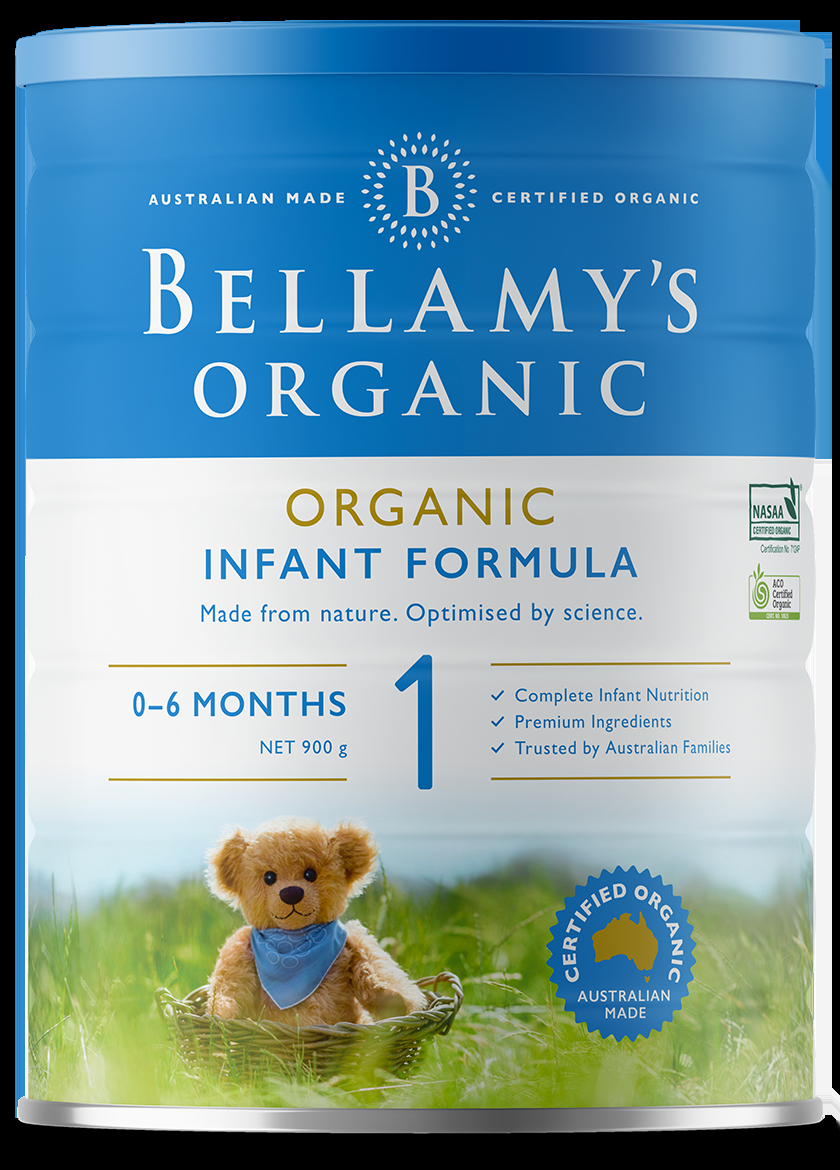 AUSTRALIAN MADE
B
CERTIFIED ORGANIC
BELLAMY'S
ORGANIC
ORGANIC
INFANT FORMULA
Made from nature. Optimised by science.
0–6 MONTHS
NET 900 g
1
✓ Complete Infant Nutrition
✓ Premium Ingredients
✓ Trusted by Australian Families
NASAA
CERTIFIED ORGANIC
Certification No
ACO
Certified
Organic
CERTIFIED ORGANIC
AUSTRALIAN
MADE